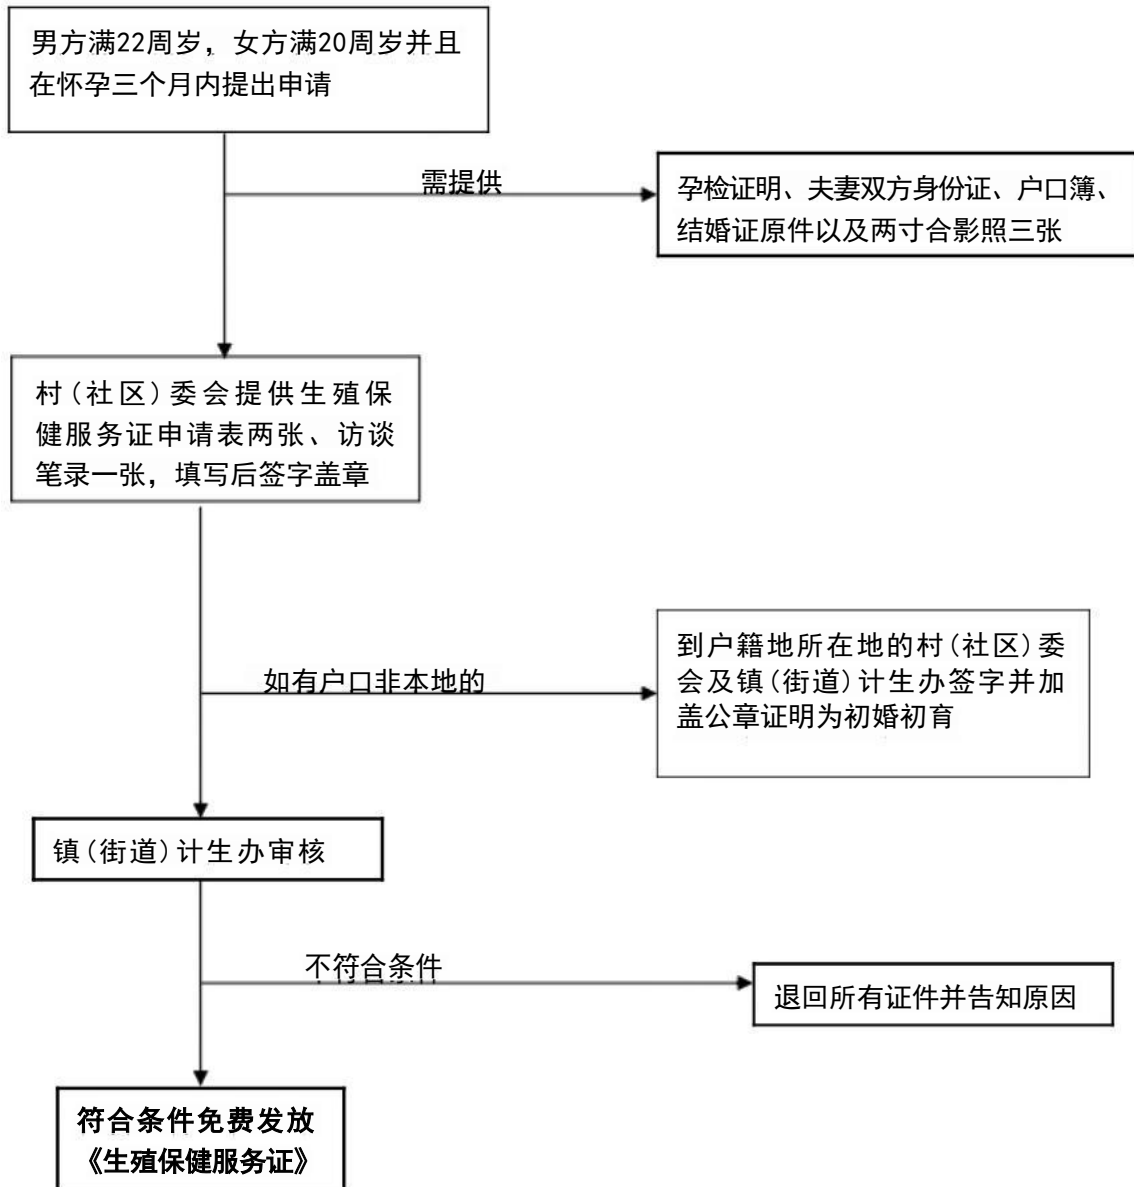 男方满22周岁，女方满20周岁并且
在怀孕三个月内提出申请
需提供
孕检证明、夫妻双方身份证、户口簿、
结婚证原件以及两寸合影照三张
村（社区）委会提供生殖保
健服务证申请表两张、访谈
笔录一张，填写后签字盖章
如有户口非本地的
到户籍地所在地的村（社区）委
会及镇（街道）计生办签字并加
盖公章证明为初婚初育
镇（街道）计生办审核
不符合条件
退回所有证件并告知原因
符合条件免费发放
《生殖保健服务证》